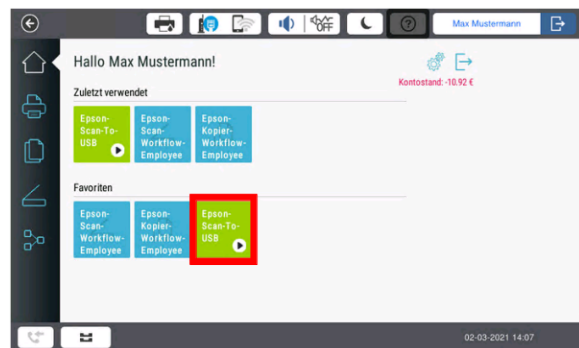 Max Mustermann
Hallo Max Mustermann!
Kontostand: -10.92 €
Zuletzt verwendet
Epson-
Scan-To-
USB
Epson-
Scan-
Workflow-
Employee
Epson-
Kopier-
Workflow-
Employee
Favoriten
Epson-
Scan-
Workflow-
Employee
Epson-
Kopier-
Workflow-
Employee
Epson-
Scan-To-
USB
02-03-2021 14:07